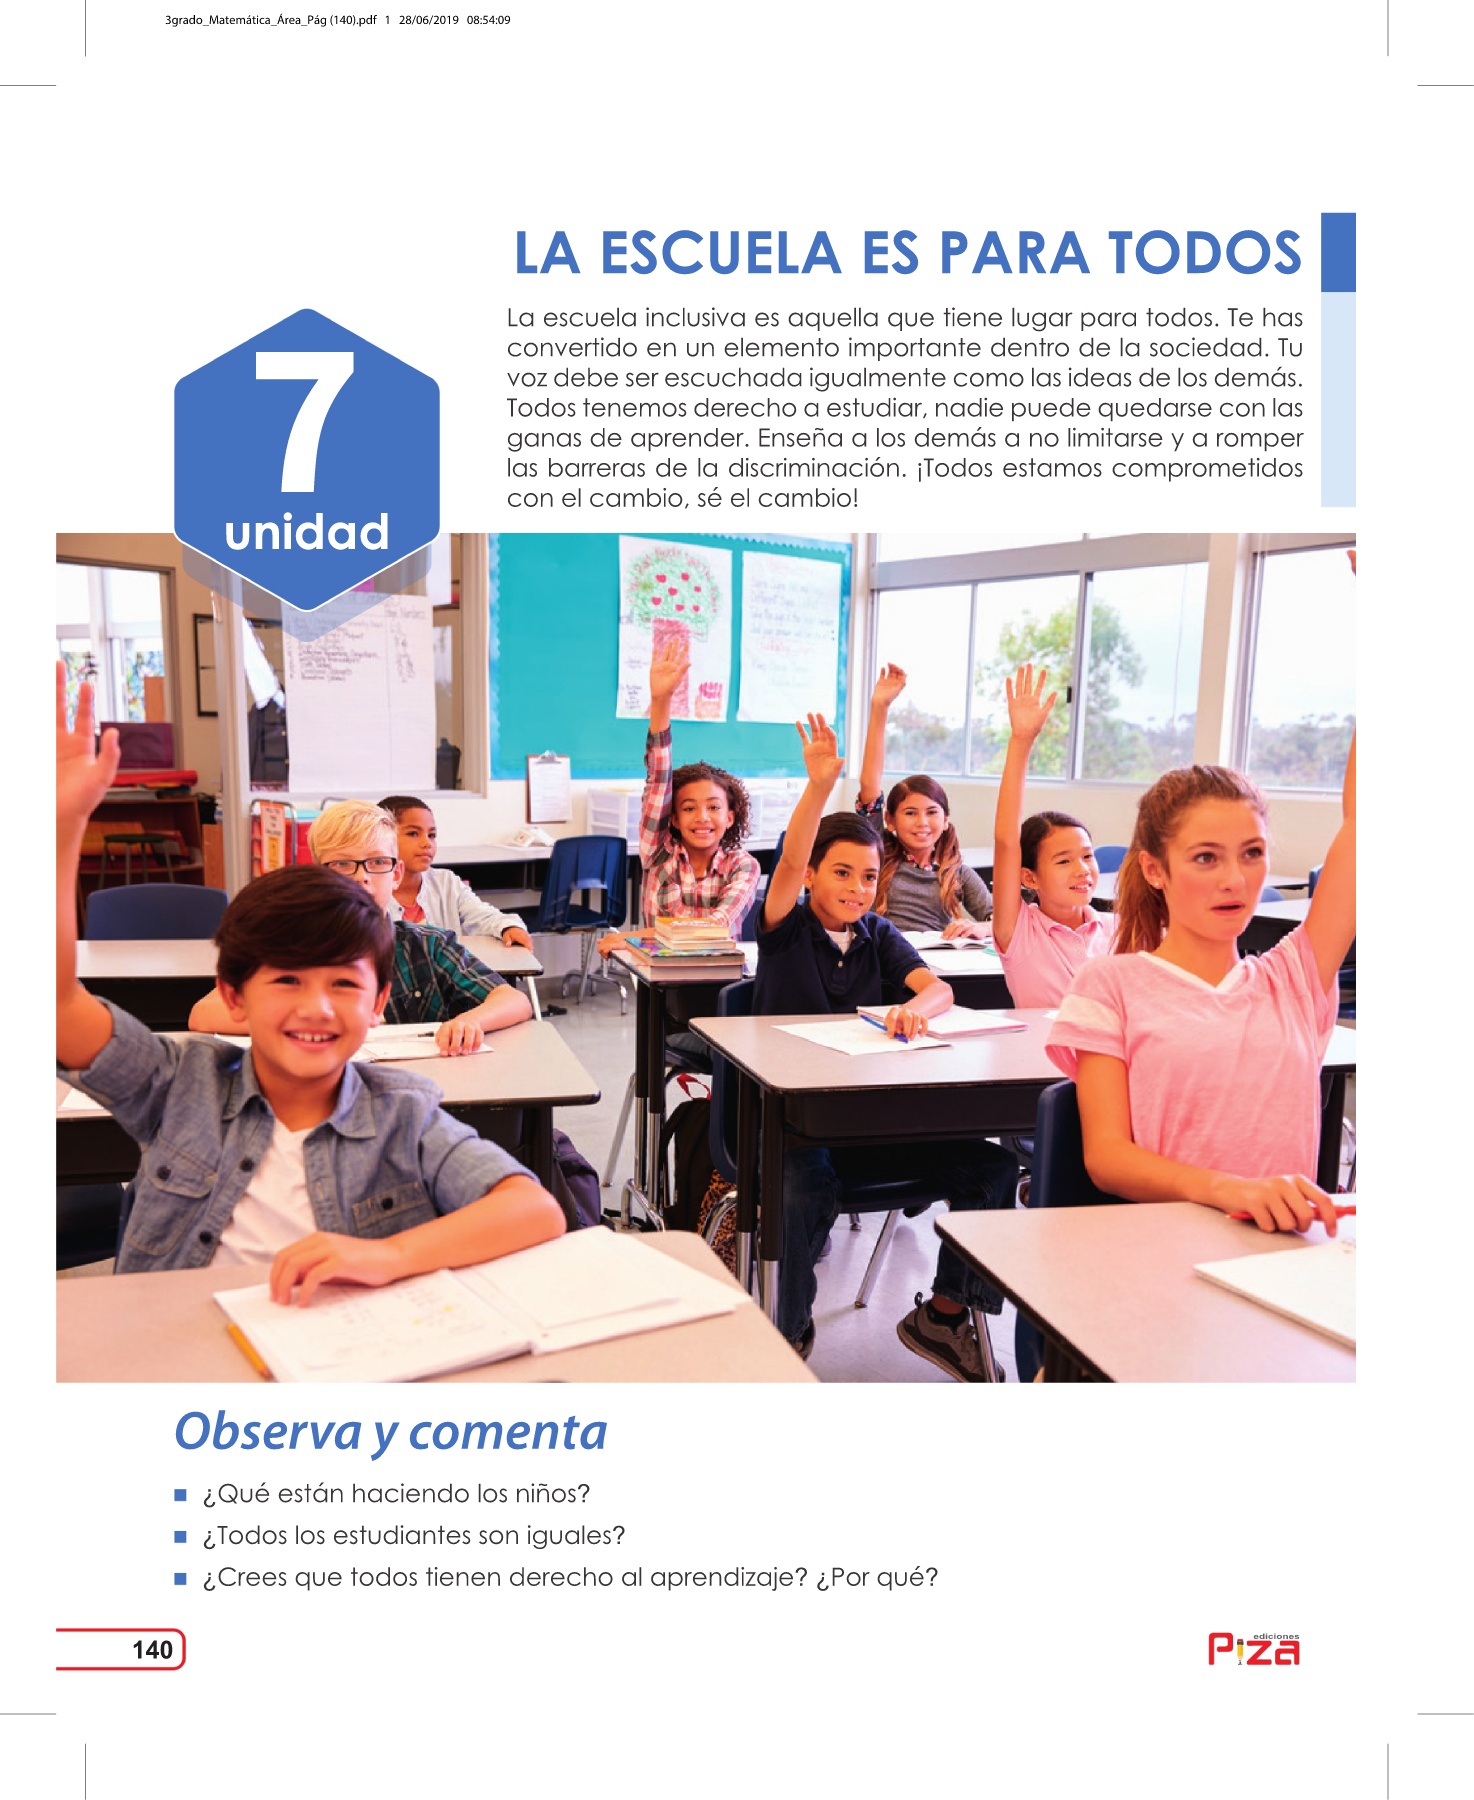 3grado_Matemática_Área_Pág (140).pdf 1 28/06/2019 08:54:09
LA ESCUELA ES PARA TODOS
La escuela inclusiva es aquella que tiene lugar para todos. Te has
convertido en un elemento importante dentro de la sociedad. Tu
voz debe ser escuchada igualmente como las ideas de los demás.
Todos tenemos derecho a estudiar, nadie puede quedarse con las
ganas de aprender. Enseña a los demás a no limitarse y a romper
las barreras de la discriminación. ¡Todos estamos comprometidos
con el cambio, sé el cambio!
7
unidad
Observa y comenta
¿Qué están haciendo los niños?
¿Todos los estudiantes son iguales?
¿Crees que todos tienen derecho al aprendizaje? ¿Por qué?
140
ediciones
Piza